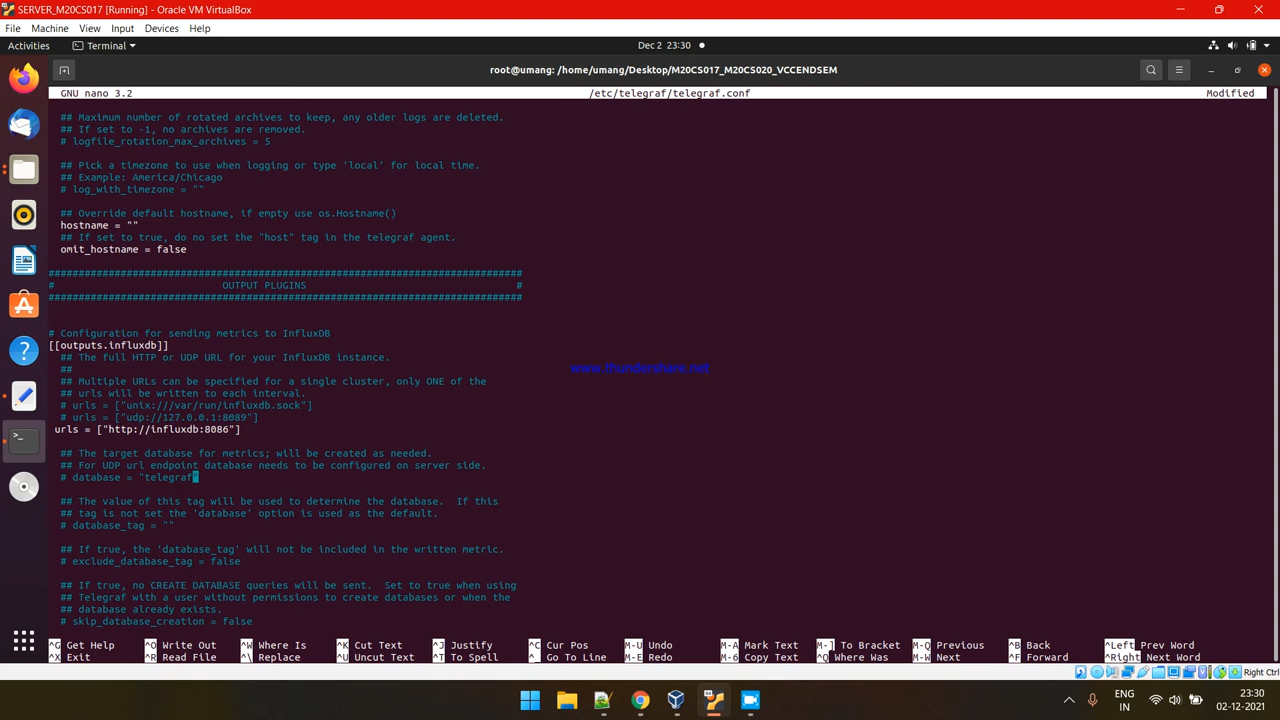 SERVER_M20CS017 [Running] - Oracle VM VirtualBox
File Machine View Input Devices Help
Activities Terminal Dec 2 23:30
root@umang: /home/umang/Desktop/M20CS017_M20CS020_VCCENDSEM
GNU nano 3.2 /etc/telegraf/telegraf.conf Modified
## Maximum number of rotated archives to keep, any older logs are deleted.
## If set to -1, no archives are removed.
# logfile_rotation_max_archives = 5
## Pick a timezone to use when logging or type 'local' for local time.
## Example: America/Chicago
# log_with_timezone = ""
## Override default hostname, if empty use os.Hostname()
hostname = ""
## If set to true, do no set the "host" tag in the telegraf agent.
omit_hostname = false
###############################################################################
# OUTPUT PLUGINS #
###############################################################################
# Configuration for sending metrics to InfluxDB
[[outputs.influxdb]]
## The full HTTP or UDP URL for your InfluxDB instance.
##
## Multiple URLs can be specified for a single cluster, only ONE of the
## urls will be written to each interval.
# urls = ["unix:///var/run/influxdb.sock"]
# urls = ["udp://127.0.0.1:8089"]
urls = ["http://influxdb:8086"]
## The target database for metrics; will be created as needed.
## For UDP url endpoint database needs to be configured on server side.
# database = "telegraf"
## The value of this tag will be used to determine the database. If this
## tag is not set the 'database' option is used as the default.
# database_tag = ""
## If true, the 'database_tag' will not be included in the written metric.
# exclude_database_tag = false
## If true, no CREATE DATABASE queries will be sent. Set to true when using
## Telegraf with a user without permissions to create databases or when the
## database already exists.
# skip_database_creation = false
www.thundershare.net
^G Get Help ^O Write Out ^W Where Is ^K Cut Text ^J Justify ^C Cur Pos M-U Undo M-A Mark Text M-] To Bracket M-Q Previous ^B Back ^Left Prev Word
^X Exit ^R Read File ^\ Replace ^U Uncut Text ^T To Spell ^_ Go To Line M-E Redo M-6 Copy Text ^Q Where Was M-W Next ^F Forward ^Right Next Word
Right Ctrl
ENG
IN
23:30
02-12-2021